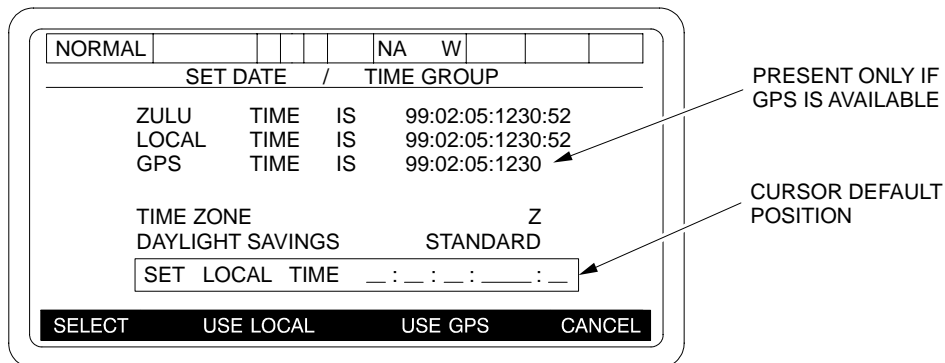 NORMAL NA W
SET DATE / TIME GROUP
ZULU TIME IS 99:02:05:1230:52
LOCAL TIME IS 99:02:05:1230:52
GPS TIME IS 99:02:05:1230
PRESENT ONLY IF
GPS IS AVAILABLE
TIME ZONE Z
DAYLIGHT SAVINGS STANDARD
SET LOCAL TIME __:__:__:____:__
CURSOR DEFAULT
POSITION
SELECT USE LOCAL USE GPS CANCEL